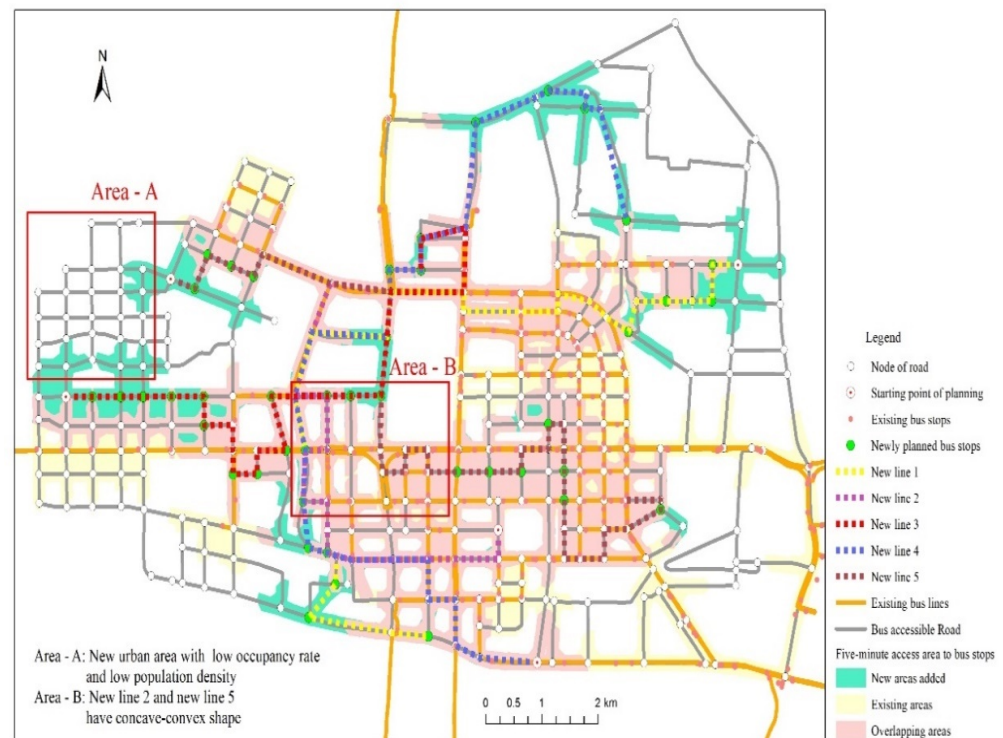 N
Area - A
Area - B
Area - A: New urban area with low occupancy rate
and low population density
Area - B: New line 2 and new line 5
have concave-convex shape
0 0.5 1 2 km
Legend
Node of road
Starting point of planning
Existing bus stops
Newly planned bus stops
New line 1
New line 2
New line 3
New line 4
New line 5
Existing bus lines
Bus accessible Road
Five-minute access area to bus stops
New areas added
Existing areas
Overlapping areas